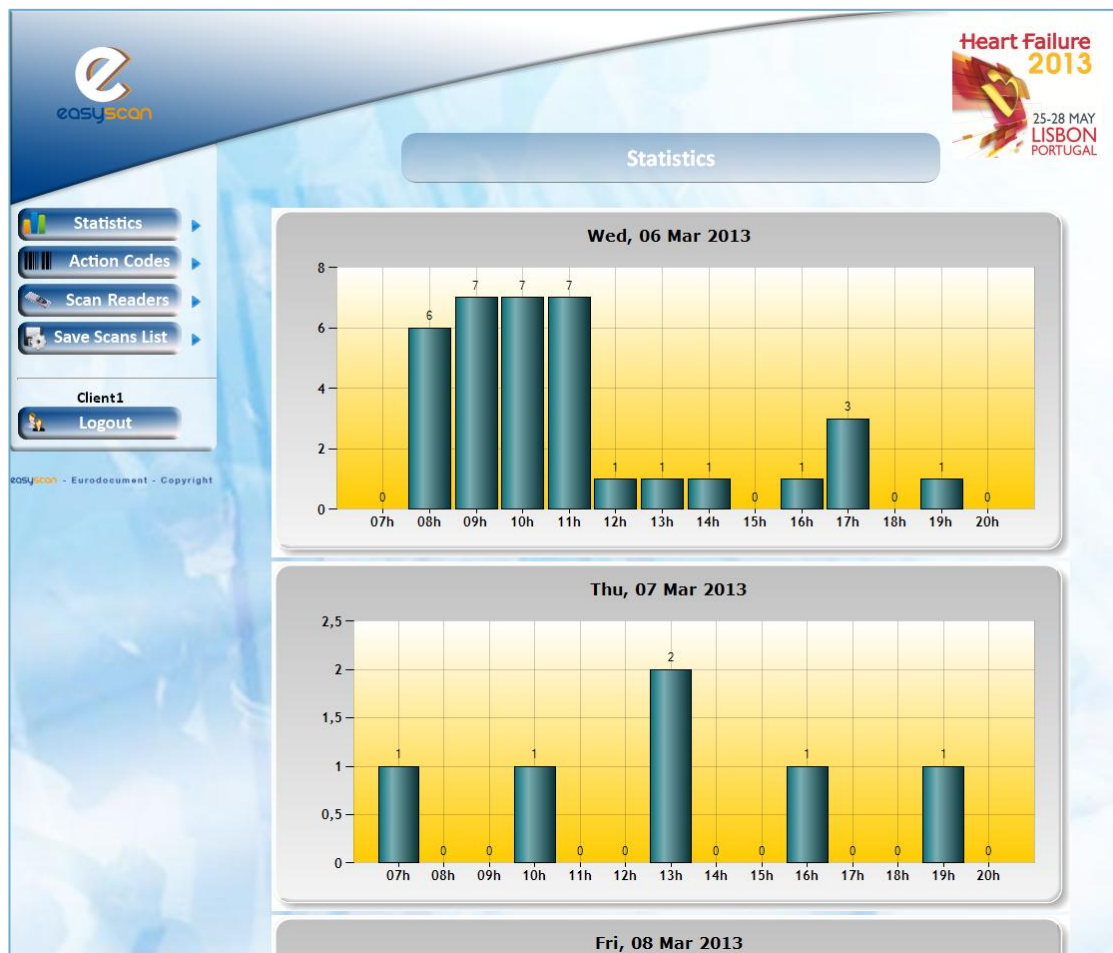 easyscan
Heart Failure
2013
25-28 MAY
LISBON
PORTUGAL
Statistics
Statistics
Action Codes
Scan Readers
Save Scans List
Client1
Logout
easyscan - Eurodocument - Copyright
Wed, 06 Mar 2013
8
6
4
2
0
0 6 7 7 7 1 1 1 0 1 3 0 1 0
07h 08h 09h 10h 11h 12h 13h 14h 15h 16h 17h 18h 19h 20h
Thu, 07 Mar 2013
2,5
2
1,5
1
0,5
0
1 0 0 1 0 0 2 0 0 1 0 0 1 0
07h 08h 09h 10h 11h 12h 13h 14h 15h 16h 17h 18h 19h 20h
Fri, 08 Mar 2013